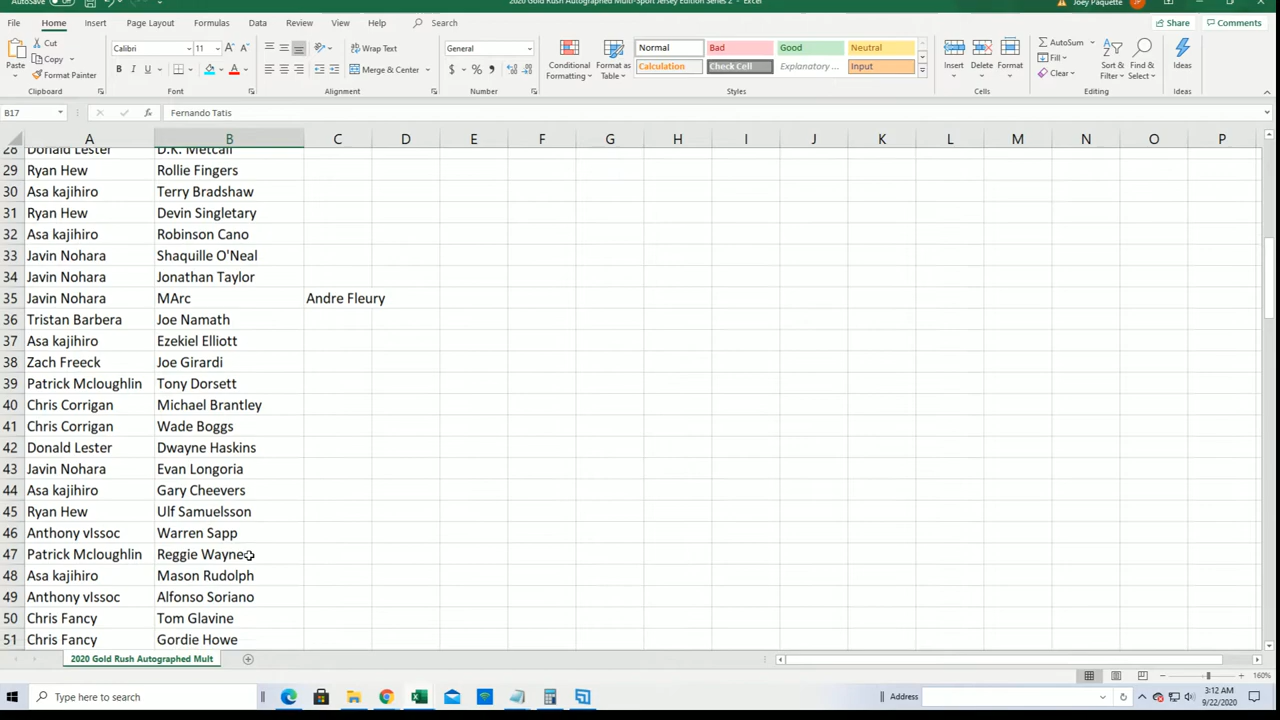 AutoSave
2020 Gold Rush Autographed Multi-Sport Jersey Edition Series 2 - Excel
Joey Paquette
File Home Insert Page Layout Formulas Data Review View Help Search Share Comments
Paste Cut Copy Format Painter Clipboard
Calibri 11 B I U A A Font
Wrap Text Merge & Center Alignment
General $ % , Number
Conditional Formatting Format as Table
Normal Bad Good Neutral
Calculation Check Cell Explanatory ... Input
Styles
Insert Delete Format Cells
AutoSum Fill Clear Sort & Filter Find & Select Editing
Ideas Ideas
B17 fx Fernando Tatis
A B C D E F G H I J K L M N O P
28 Donald Lester D.K. Metcalf
29 Ryan Hew Rollie Fingers
30 Asa kajihiro Terry Bradshaw
31 Ryan Hew Devin Singletary
32 Asa kajihiro Robinson Cano
33 Javin Nohara Shaquille O'Neal
34 Javin Nohara Jonathan Taylor
35 Javin Nohara MArc Andre Fleury
36 Tristan Barbera Joe Namath
37 Asa kajihiro Ezekiel Elliott
38 Zach Freeck Joe Girardi
39 Patrick Mcloughlin Tony Dorsett
40 Chris Corrigan Michael Brantley
41 Chris Corrigan Wade Boggs
42 Donald Lester Dwayne Haskins
43 Javin Nohara Evan Longoria
44 Asa kajihiro Gary Cheevers
45 Ryan Hew Ulf Samuelsson
46 Anthony vIssoc Warren Sapp
47 Patrick Mcloughlin Reggie Wayne
48 Asa kajihiro Mason Rudolph
49 Anthony vIssoc Alfonso Soriano
50 Chris Fancy Tom Glavine
51 Chris Fancy Gordie Howe
2020 Gold Rush Autographed Mult
160%
Type here to search
Address
3:12 AM
9/22/2020